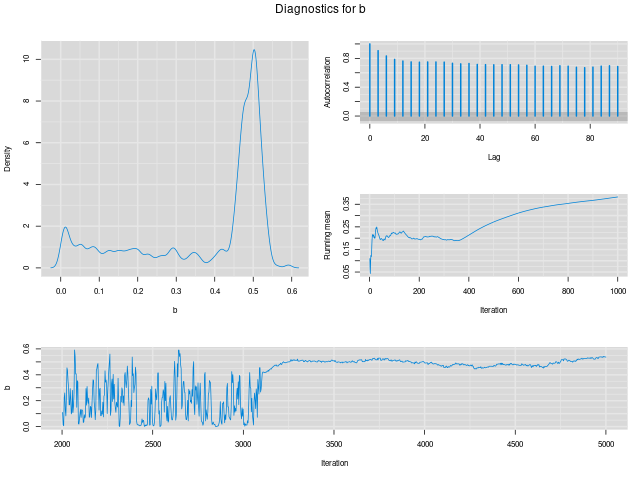 Diagnostics for b
Density
0 2 4 6 8 10
0.0 0.1 0.2 0.3 0.4 0.5 0.6
b
Autocorrelation
0.0 0.4 0.8
0 20 40 60 80
Lag
Running mean
0.05 0.15 0.25 0.35
0 200 400 600 800 1000
Iteration
b
0.0 0.2 0.4 0.6
2000 2500 3000 3500 4000 4500 5000
Iteration